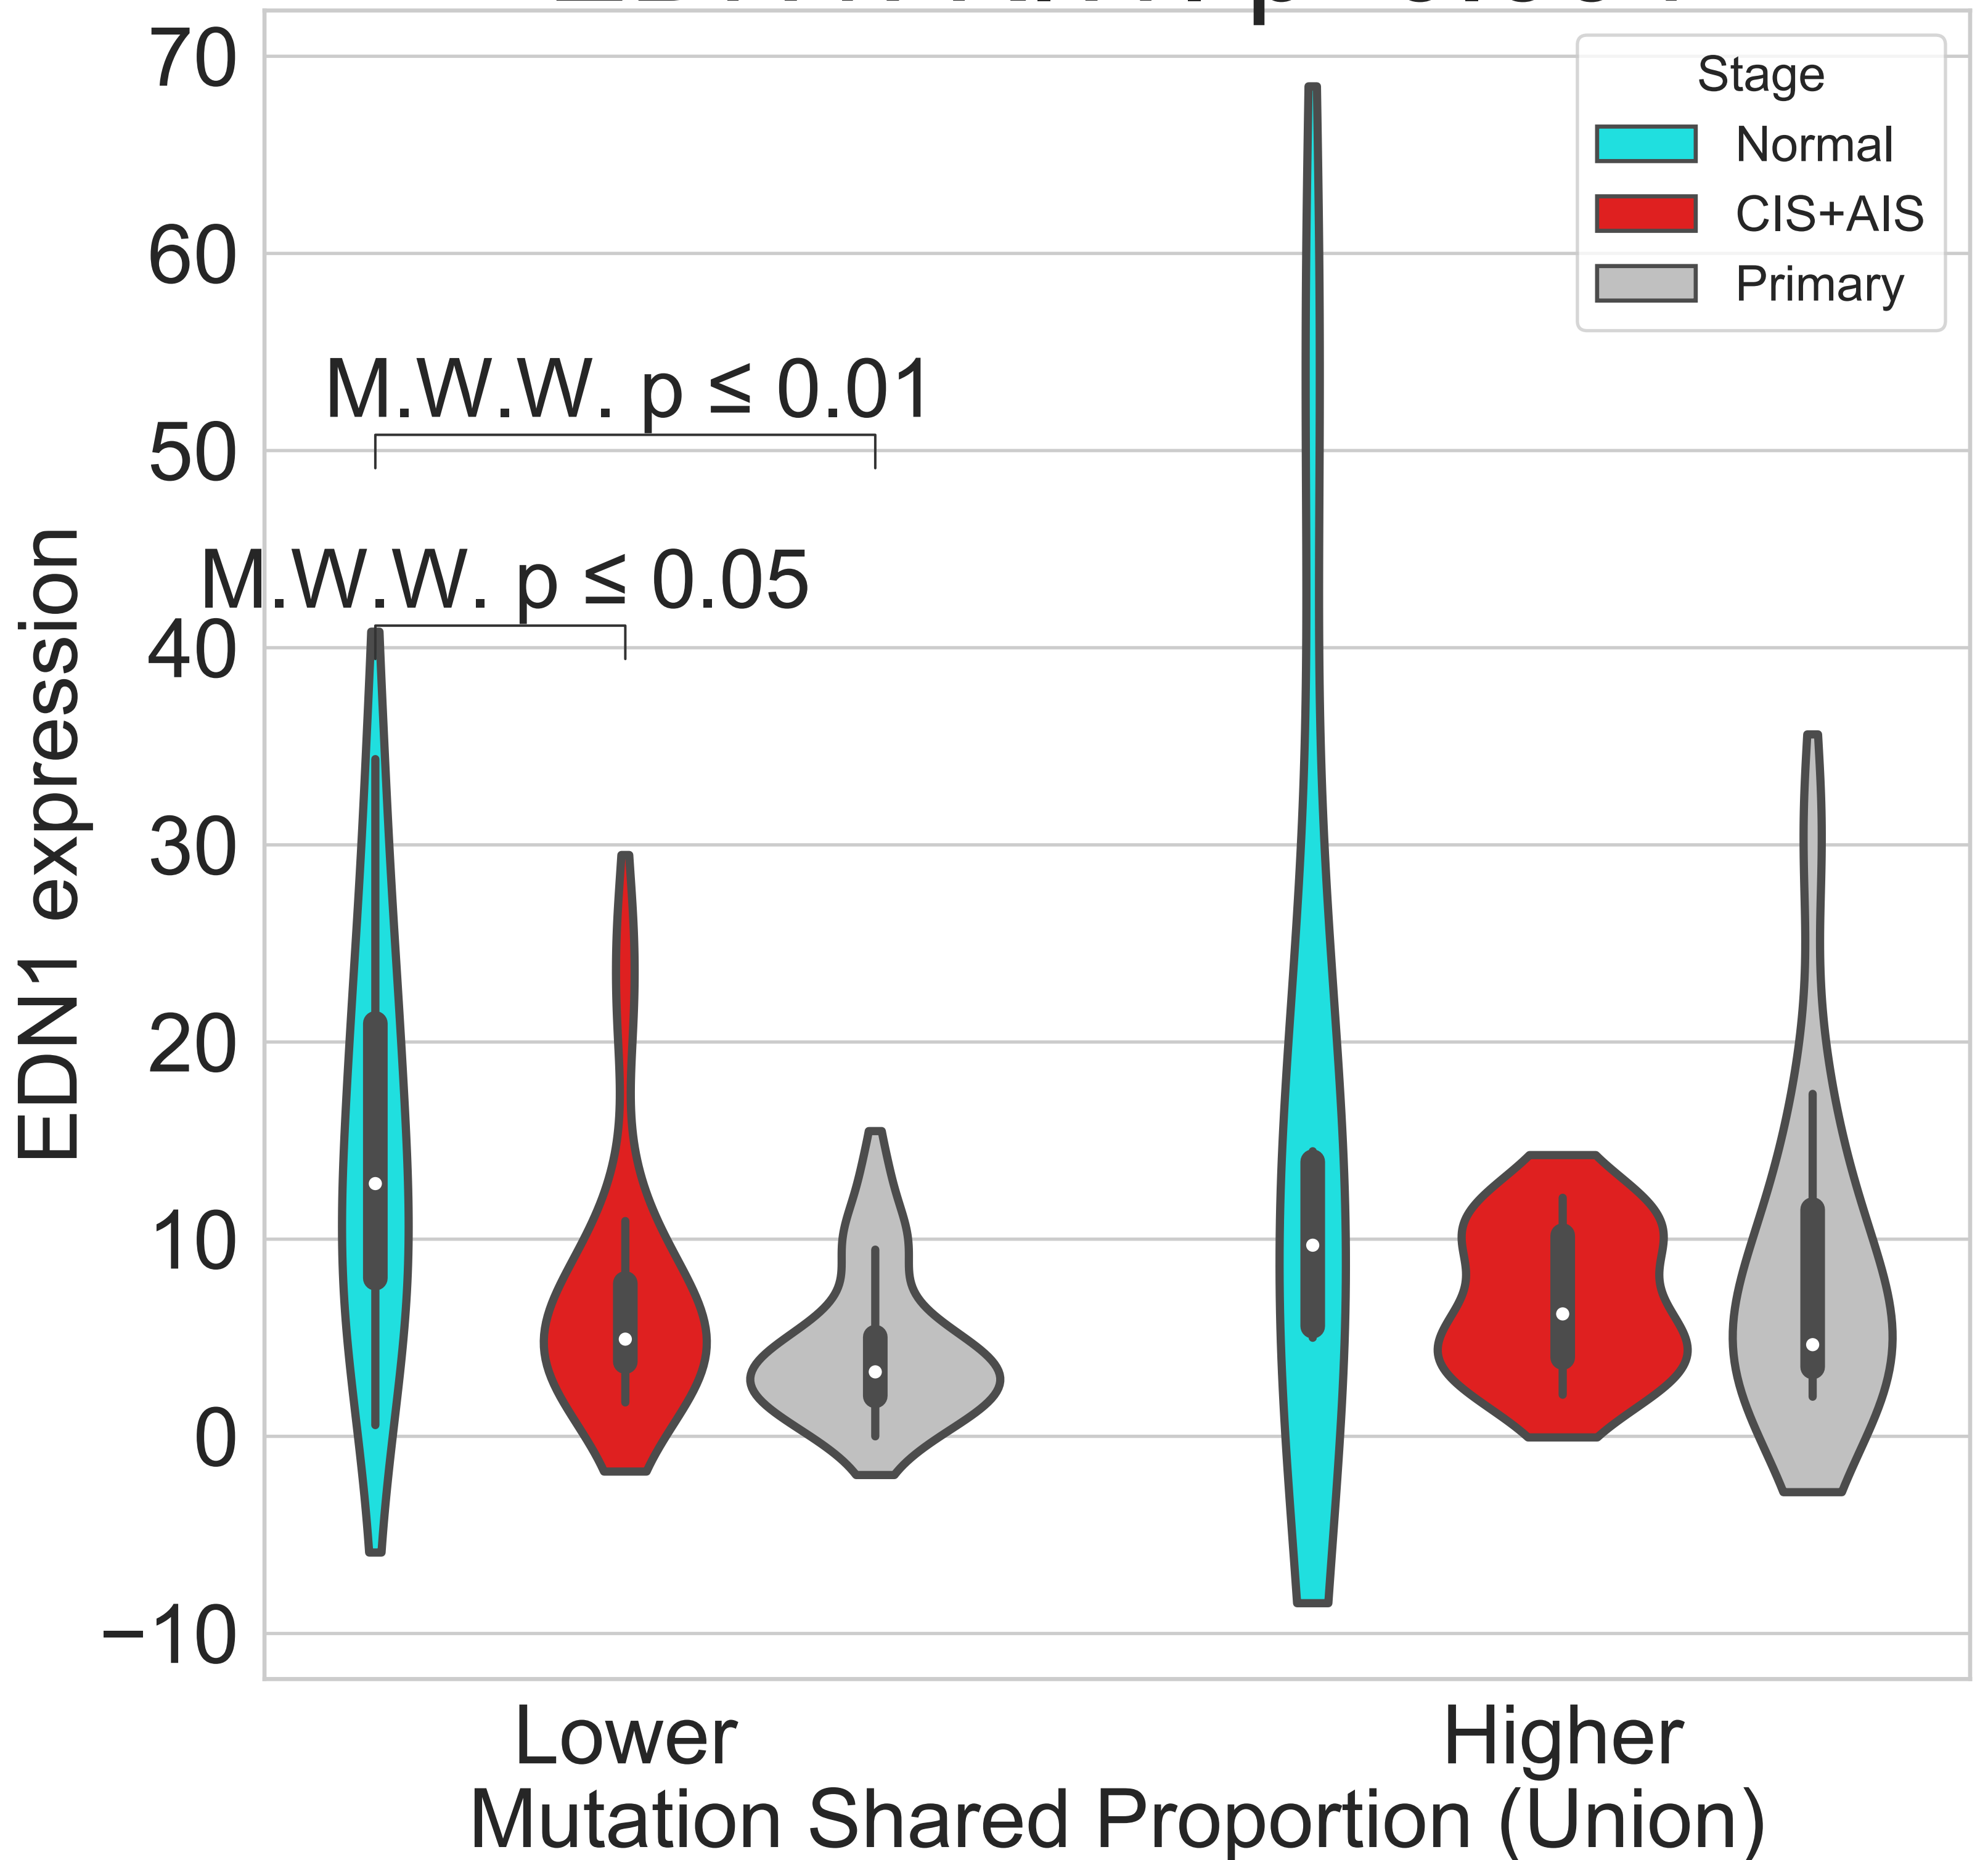 70
60
50
40
30
20
10
0
−10
EDN1 expression
Stage
Normal
CIS+AIS
Primary
M.W.W. p ≤ 0.01
M.W.W. p ≤ 0.05
Lower
Higher
Mutation Shared Proportion (Union)